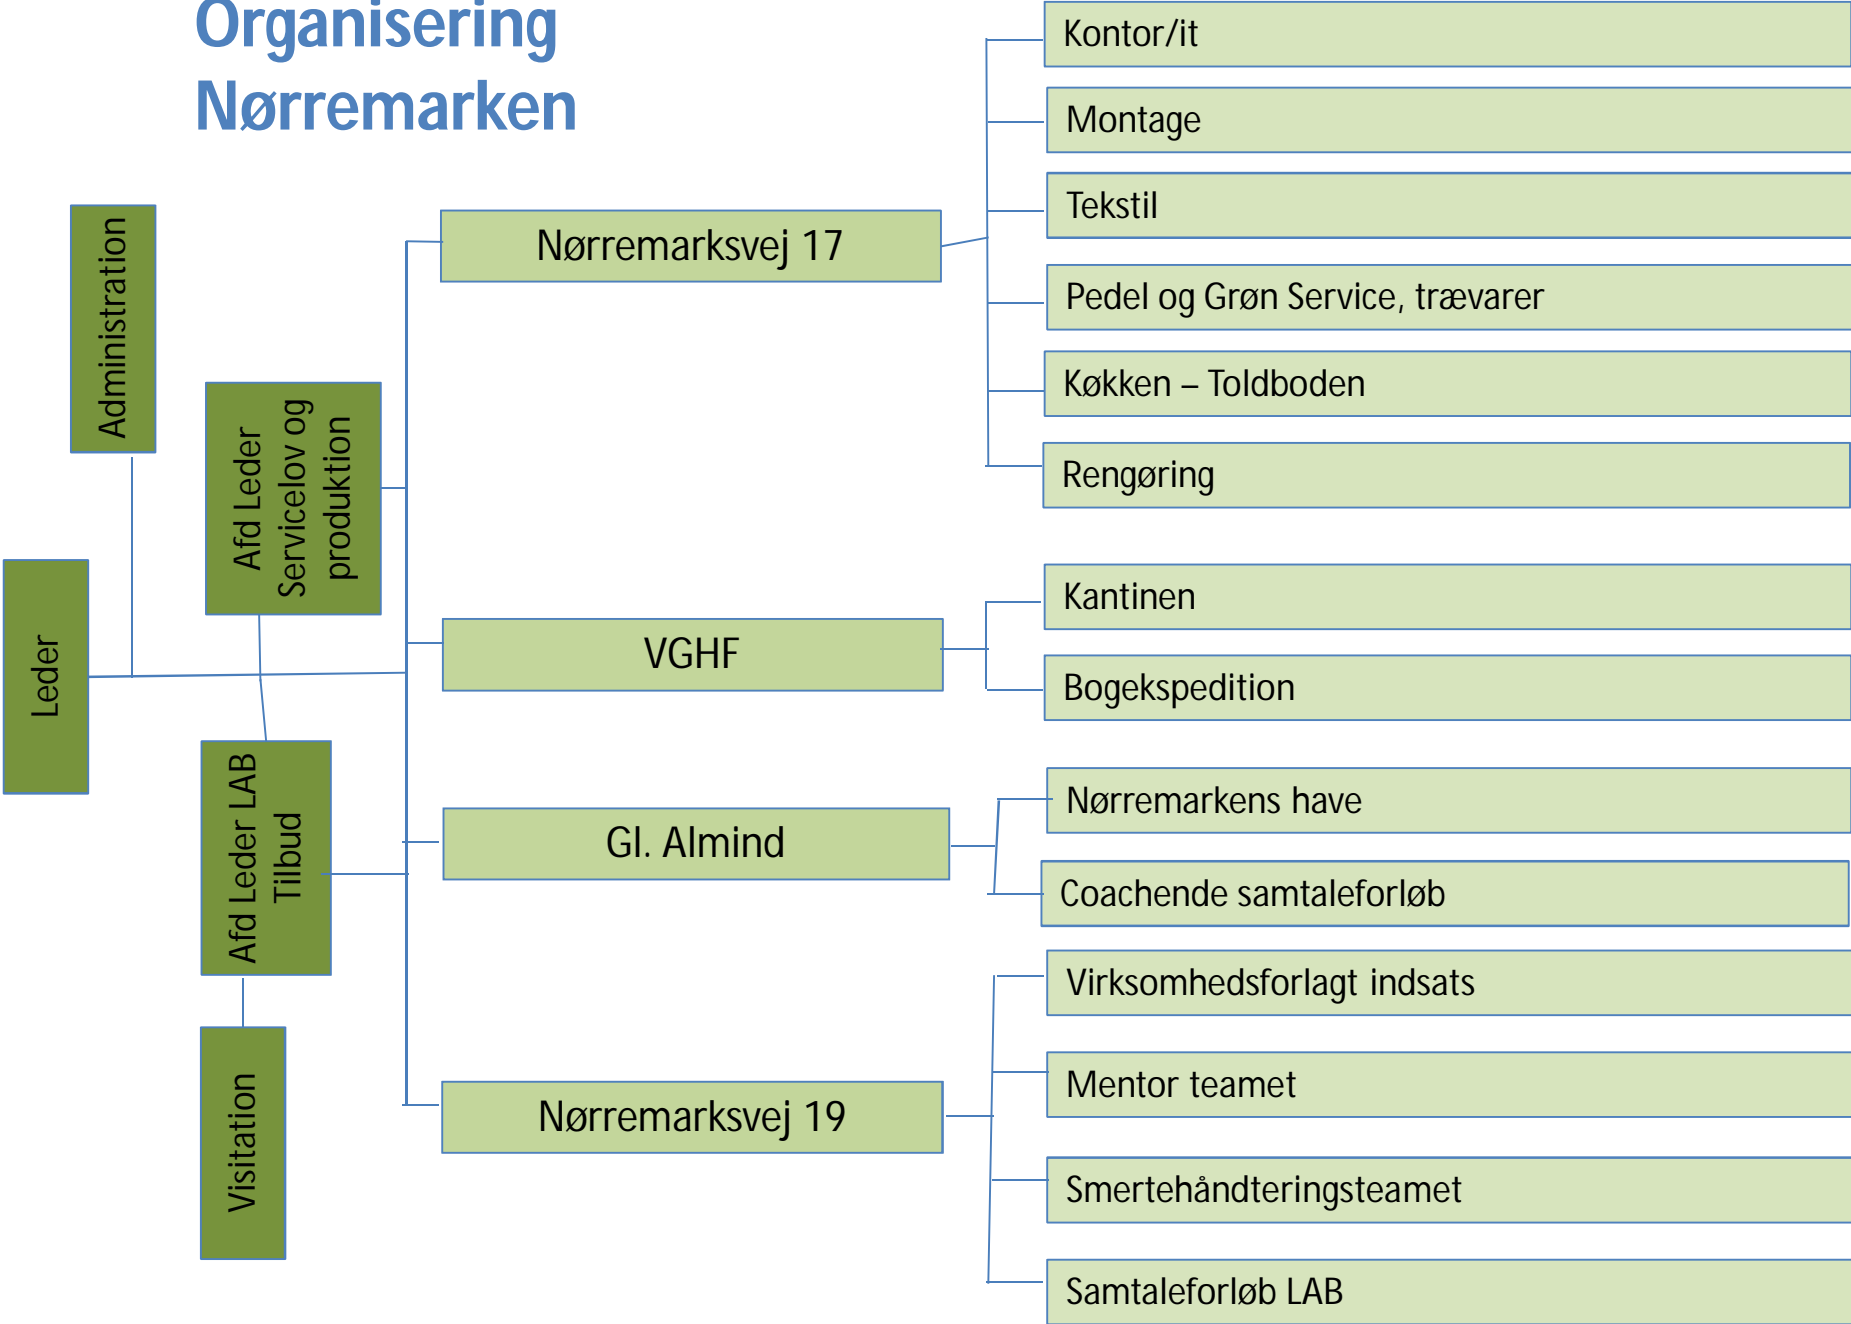 Organisering
Nørremarken
Leder
Administration
Afd Leder
Servicelov og
produktion
Afd Leder LAB
Tilbud
Visitation
Nørremarksvej 17
Kontor/it
Montage
Tekstil
Pedel og Grøn Service, trævarer
Køkken – Toldboden
Rengøring
VGHF
Kantinen
Bogekspedition
Gl. Almind
Nørremarkens have
Coachende samtaleforløb
Nørremarksvej 19
Virksomhedsforlagt indsats
Mentor teamet
Smertehåndteringsteamet
Samtaleforløb LAB